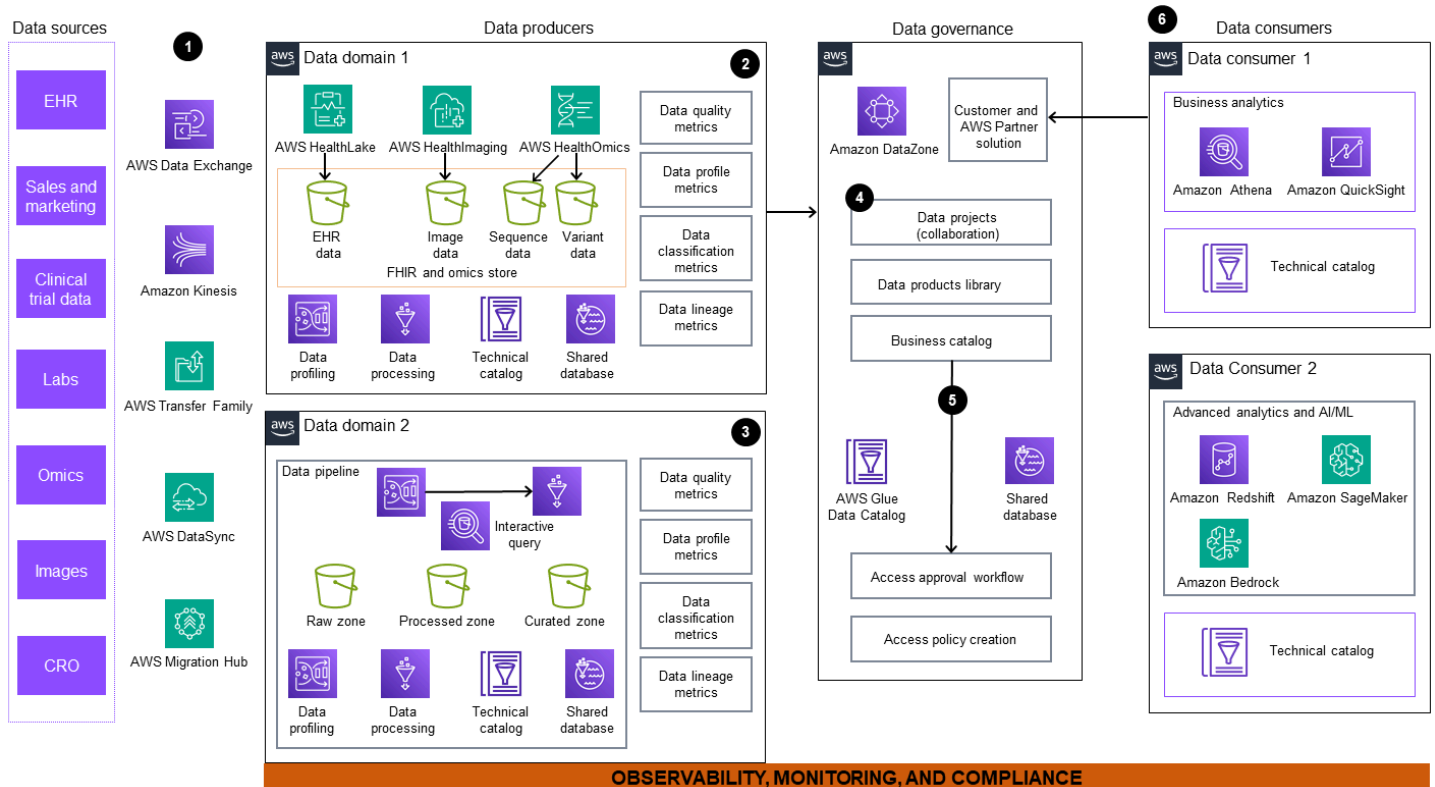 Data sources
1
EHR
Sales and
marketing
Clinical
trial data
Labs
Omics
Images
CRO
AWS Data Exchange
Amazon Kinesis
AWS Transfer Family
AWS DataSync
AWS Migration Hub
Data producers
aws
Data domain 1
2
AWS HealthLake
AWS HealthImaging
AWS HealthOmics
EHR
data
Image
data
Sequence
data
Variant
data
FHIR and omics store
Data
profiling
Data
processing
Technical
catalog
Shared
database
Data quality
metrics
Data profile
metrics
Data
classification
metrics
Data lineage
metrics
aws
Data domain 2
3
Data pipeline
Interactive
query
Raw zone
Processed zone
Curated zone
Data
profiling
Data
processing
Technical
catalog
Shared
database
Data quality
metrics
Data profile
metrics
Data
classification
metrics
Data lineage
metrics
Data governance
aws
Amazon DataZone
Customer and
AWS Partner
solution
4
Data projects
(collaboration)
Data products library
Business catalog
5
AWS Glue
Data Catalog
Shared
database
Access approval workflow
Access policy creation
6
Data consumers
aws
Data consumer 1
Business analytics
Amazon Athena
Amazon QuickSight
Technical catalog
aws
Data Consumer 2
Advanced analytics and AI/ML
Amazon Redshift
Amazon SageMaker
Amazon Bedrock
Technical catalog
OBSERVABILITY, MONITORING, AND COMPLIANCE